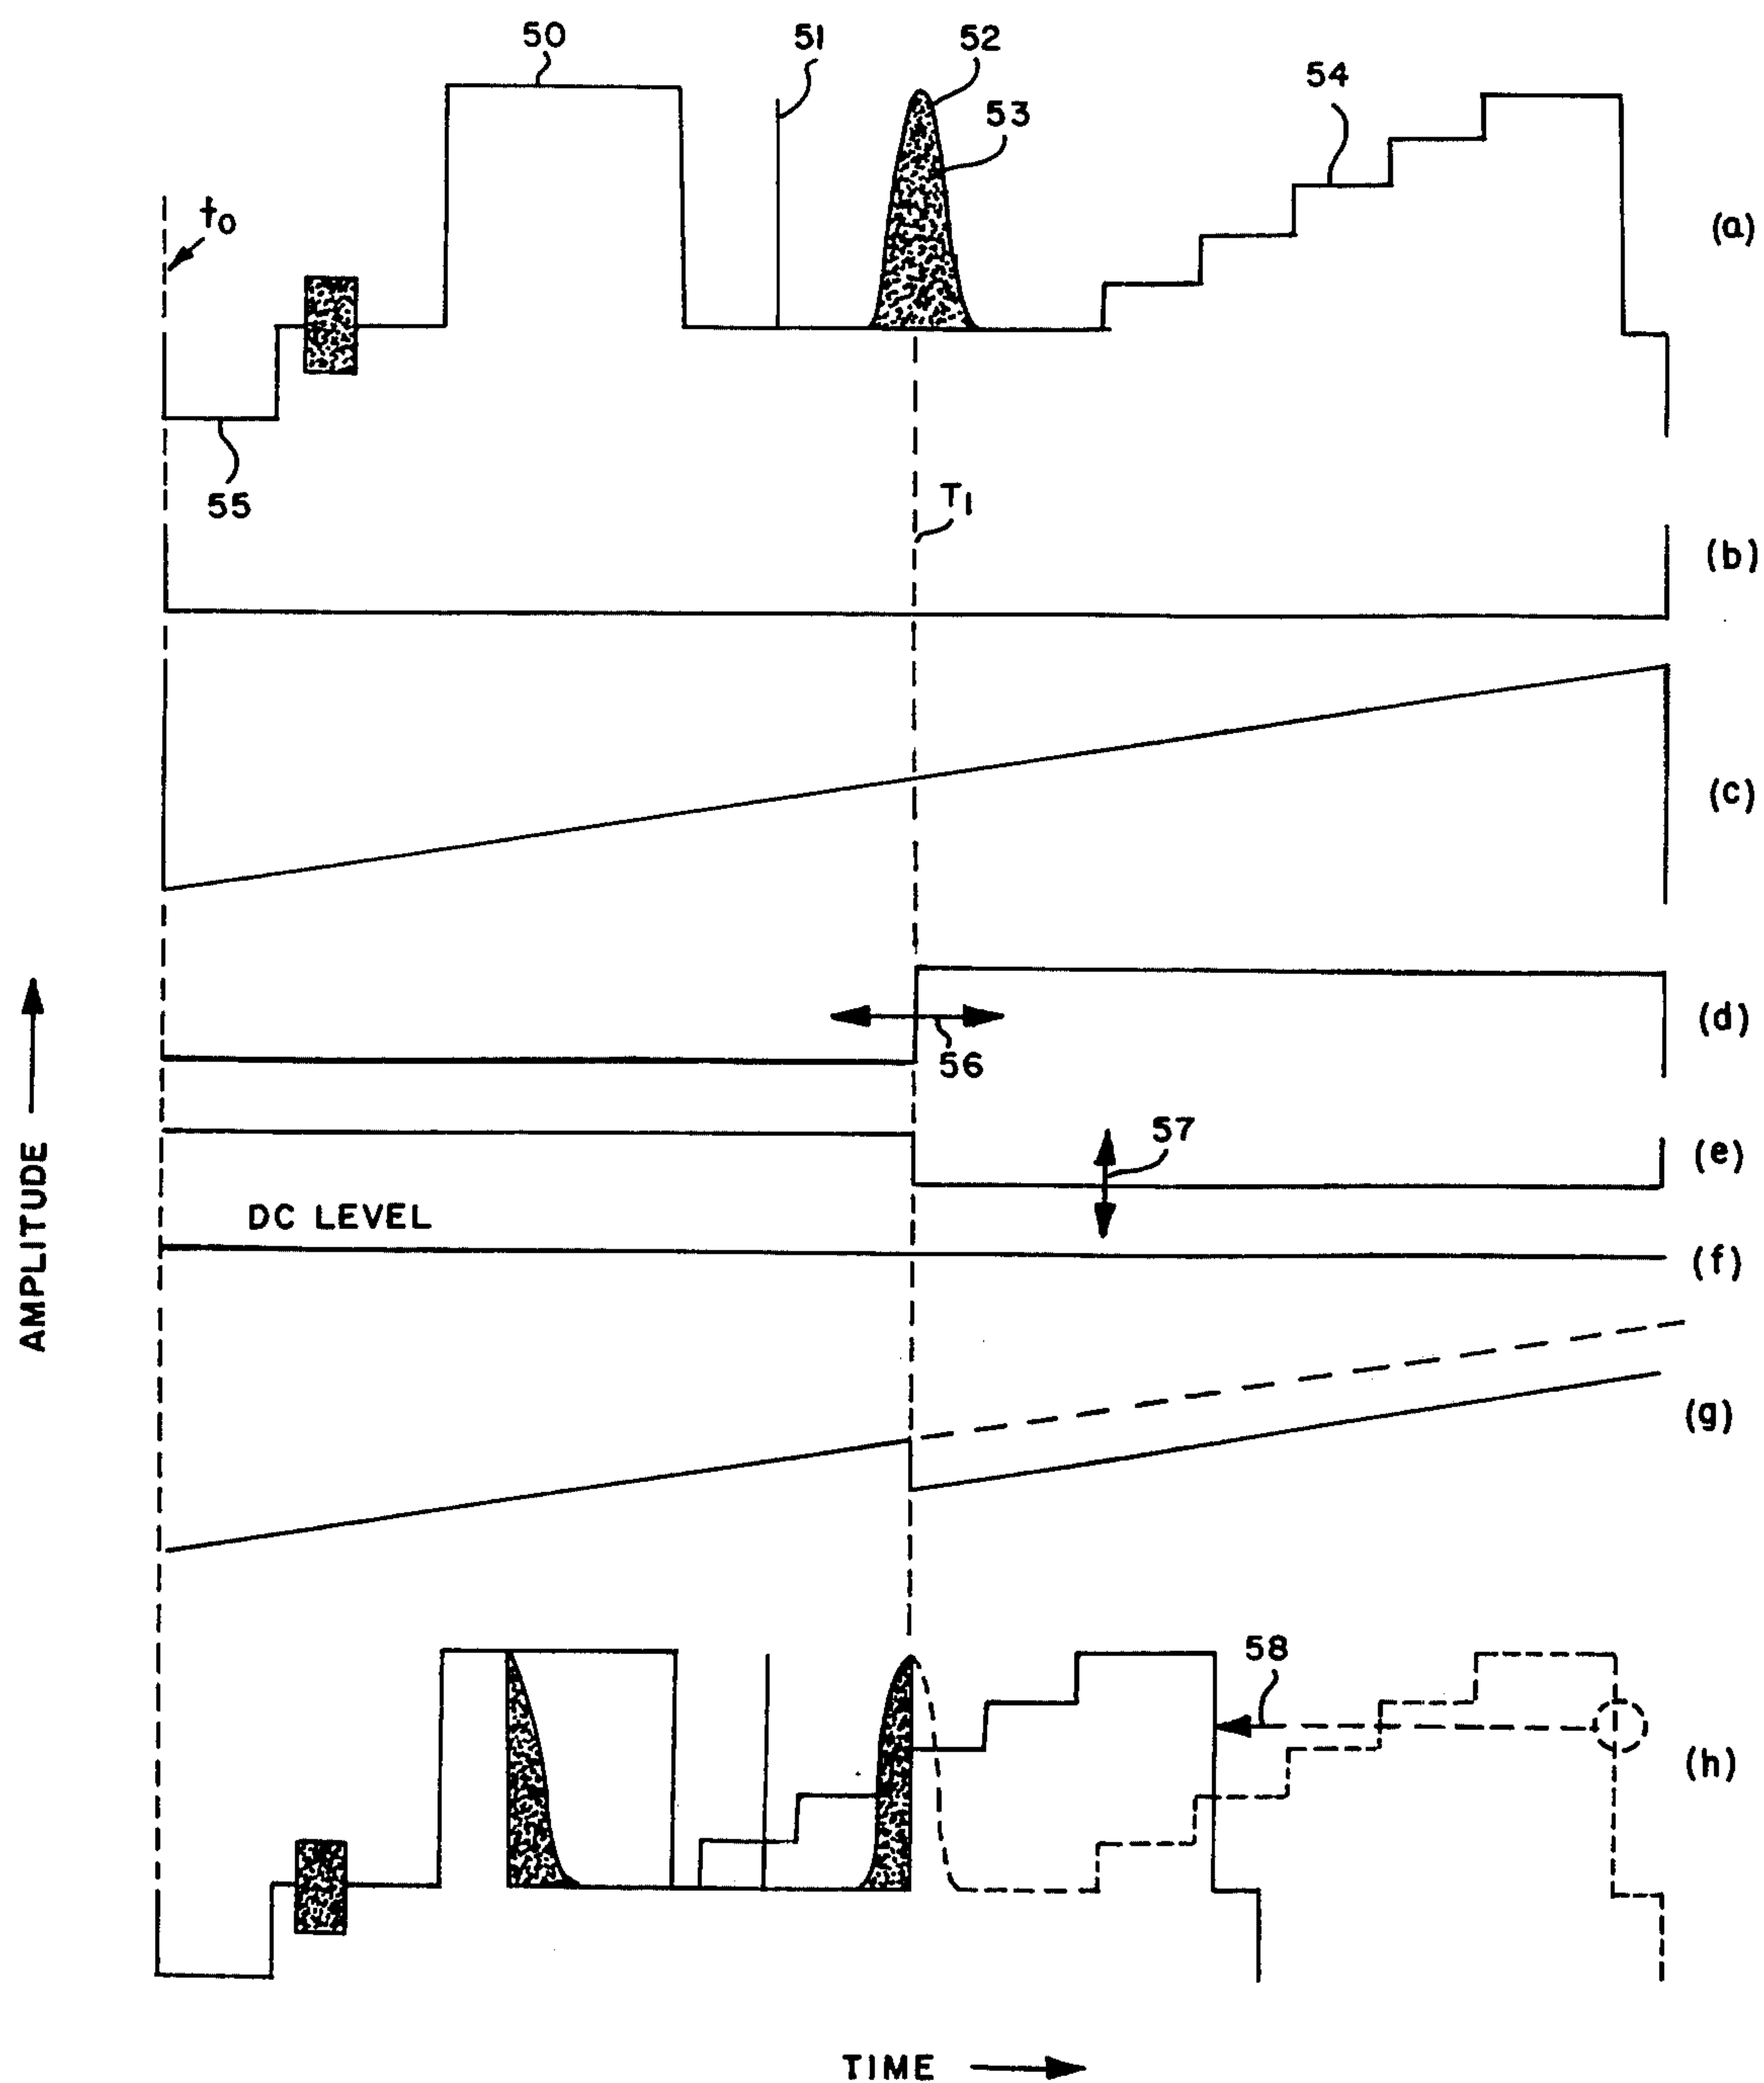 50
51
52
53
54
t0
(a)
55
T1
(b)
(c)
(d)
56
57
(e)
DC LEVEL
(f)
AMPLITUDE
(g)
58
(h)
TIME